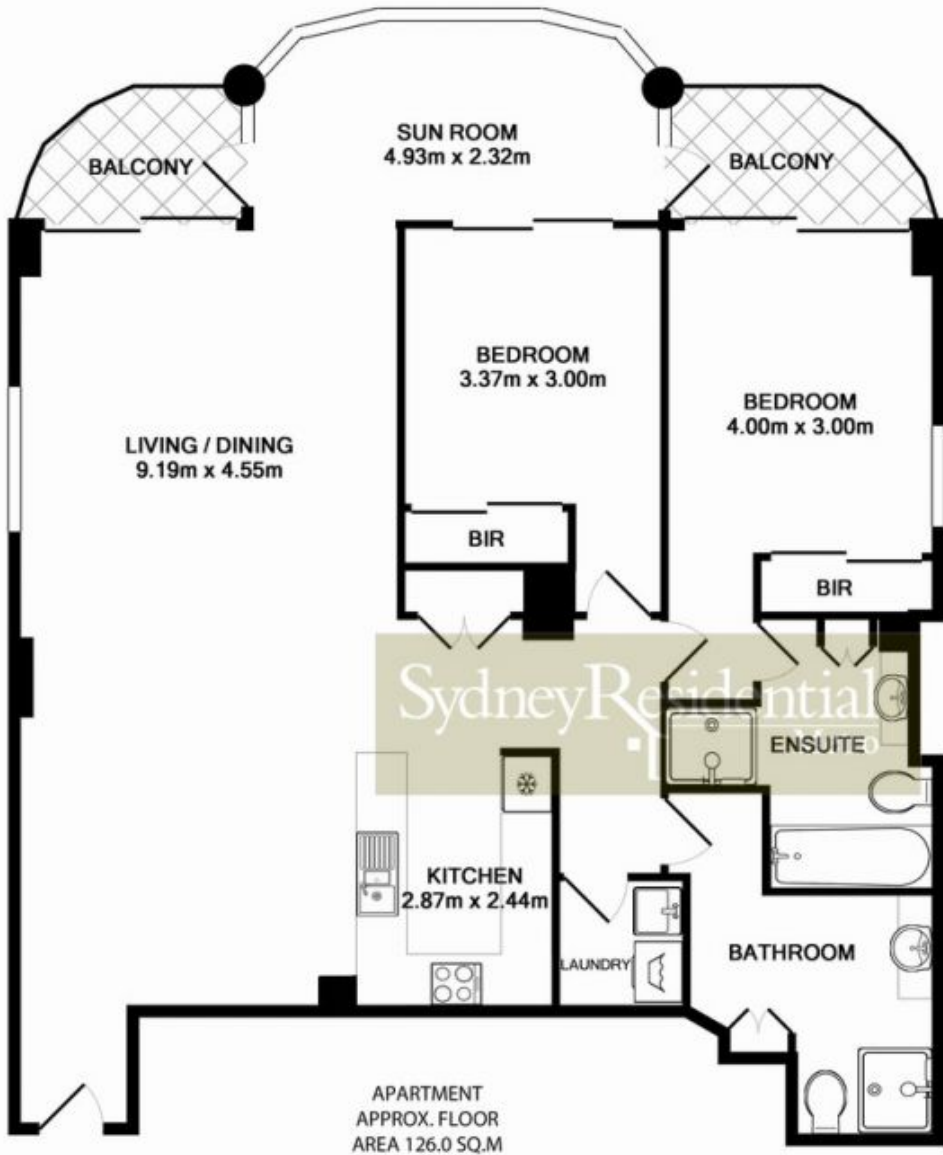 SUN ROOM
4.93m x 2.32m
BALCONY
BALCONY
BEDROOM
3.37m x 3.00m
BEDROOM
4.00m x 3.00m
LIVING / DINING
9.19m x 4.55m
BIR
BIR
SydneyResidential
Metro
ENSUITE
KITCHEN
2.87m x 2.44m
LAUNDRY
BATHROOM
APARTMENT
APPROX. FLOOR
AREA 126.0 SQ.M